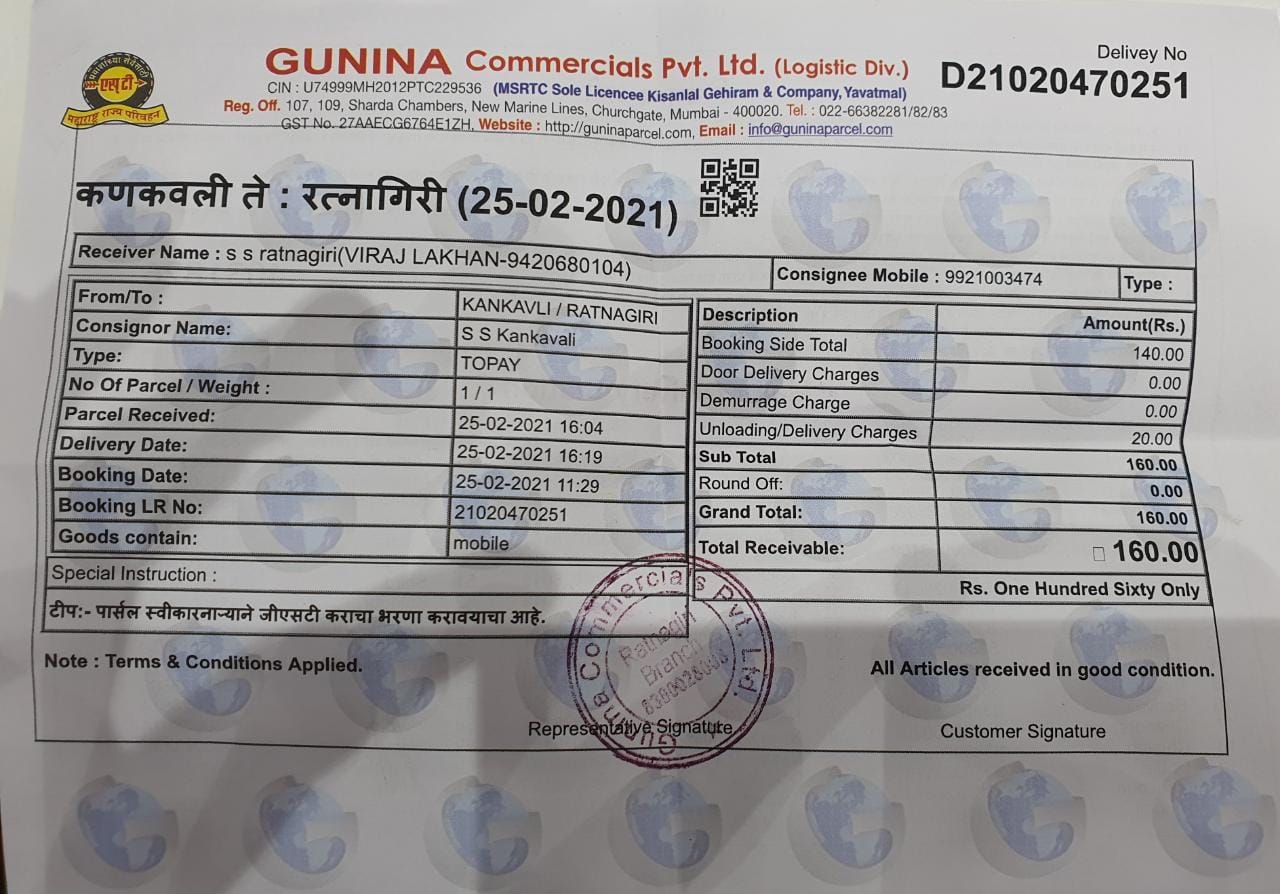 GUNINA Commercials Pvt. Ltd. (Logistic Div.)
CIN : U74999MH2012PTC229536 (MSRTC Sole Licencee Kisanlal Gehiram & Company, Yavatmal)
Reg. Off. 107, 109, Sharda Chambers, New Marine Lines, Churchgate, Mumbai - 400020. Tel. : 022-66382281/82/83
GST No. 27AAECG6764E1ZH, Website : http://guninaparcel.com, Email : info@guninaparcel.com
Delivey No
D21020470251
एसटी
महाराष्ट्र राज्य परिवहन
कणकवली ते : रत्नागिरी (25-02-2021)
Receiver Name : s s ratnagiri(VIRAJ LAKHAN-9420680104)
Consignee Mobile : 9921003474
Type :
From/To : KANKAVLI / RATNAGIRI
Consignor Name: S S Kankavali
Type: TOPAY
No Of Parcel / Weight : 1 / 1
Parcel Received: 25-02-2021 16:04
Delivery Date: 25-02-2021 16:19
Booking Date: 25-02-2021 11:29
Booking LR No: 21020470251
Goods contain: mobile
Special Instruction :
टीप:- पार्सल स्वीकारनाऱ्याने जीएसटी कराचा भरणा करावयाचा आहे.
Description Amount(Rs.)
Booking Side Total 140.00
Door Delivery Charges 0.00
Demurrage Charge 0.00
Unloading/Delivery Charges 20.00
Sub Total 160.00
Round Off: 0.00
Grand Total: 160.00
Total Receivable: 160.00
Rs. One Hundred Sixty Only
Note : Terms & Conditions Applied.
All Articles received in good condition.
Gunina Commercials Pvt. Ltd.
Ratnagiri
Branch
Representative Signature
Customer Signature